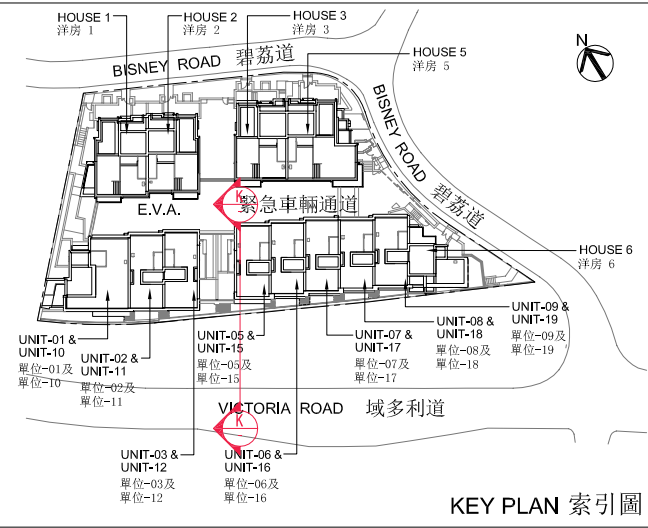 HOUSE 1
洋房 1
HOUSE 2
洋房 2
HOUSE 3
洋房 3
HOUSE 5
洋房 5
N
BISNEY ROAD 碧荔道
BISNEY ROAD 碧荔道
K
E.V.A. 緊急車輛通道
HOUSE 6
洋房 6
UNIT-01 &
UNIT-10
單位-01及
單位-10
UNIT-02 &
UNIT-11
單位-02及
單位-11
UNIT-05 &
UNIT-15
單位-05及
單位-15
UNIT-07 &
UNIT-17
單位-07及
單位-17
UNIT-08 &
UNIT-18
單位-08及
單位-18
UNIT-09 &
UNIT-19
單位-09及
單位-19
VICTORIA ROAD 域多利道
K
UNIT-03 &
UNIT-12
單位-03及
單位-12
UNIT-06 &
UNIT-16
單位-06及
單位-16
KEY PLAN 索引圖